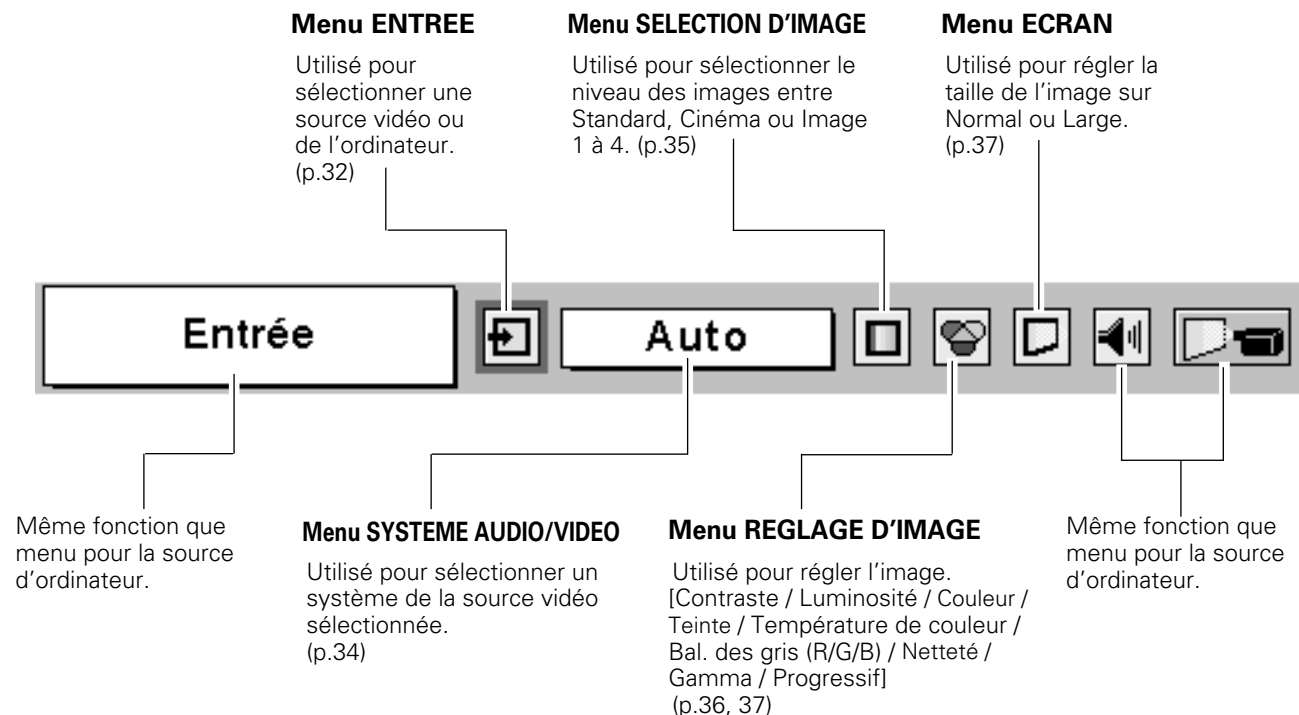 Menu ENTREE
Utilisé pour
sélectionner une
source vidéo ou
de l'ordinateur.
(p.32)
Menu SELECTION D'IMAGE
Utilisé pour sélectionner le
niveau des images entre
Standard, Cinéma ou Image
1 à 4. (p.35)
Menu ECRAN
Utilisé pour régler la
taille de l'image sur
Normal ou Large.
(p.37)
Entrée
Auto
Même fonction que
menu pour la source
d'ordinateur.
Menu SYSTEME AUDIO/VIDEO
Utilisé pour sélectionner un
système de la source vidéo
sélectionnée.
(p.34)
Menu REGLAGE D'IMAGE
Utilisé pour régler l'image.
[Contraste / Luminosité / Couleur /
Teinte / Température de couleur /
Bal. des gris (R/G/B) / Netteté /
Gamma / Progressif]
(p.36, 37)
Même fonction que
menu pour la source
d'ordinateur.